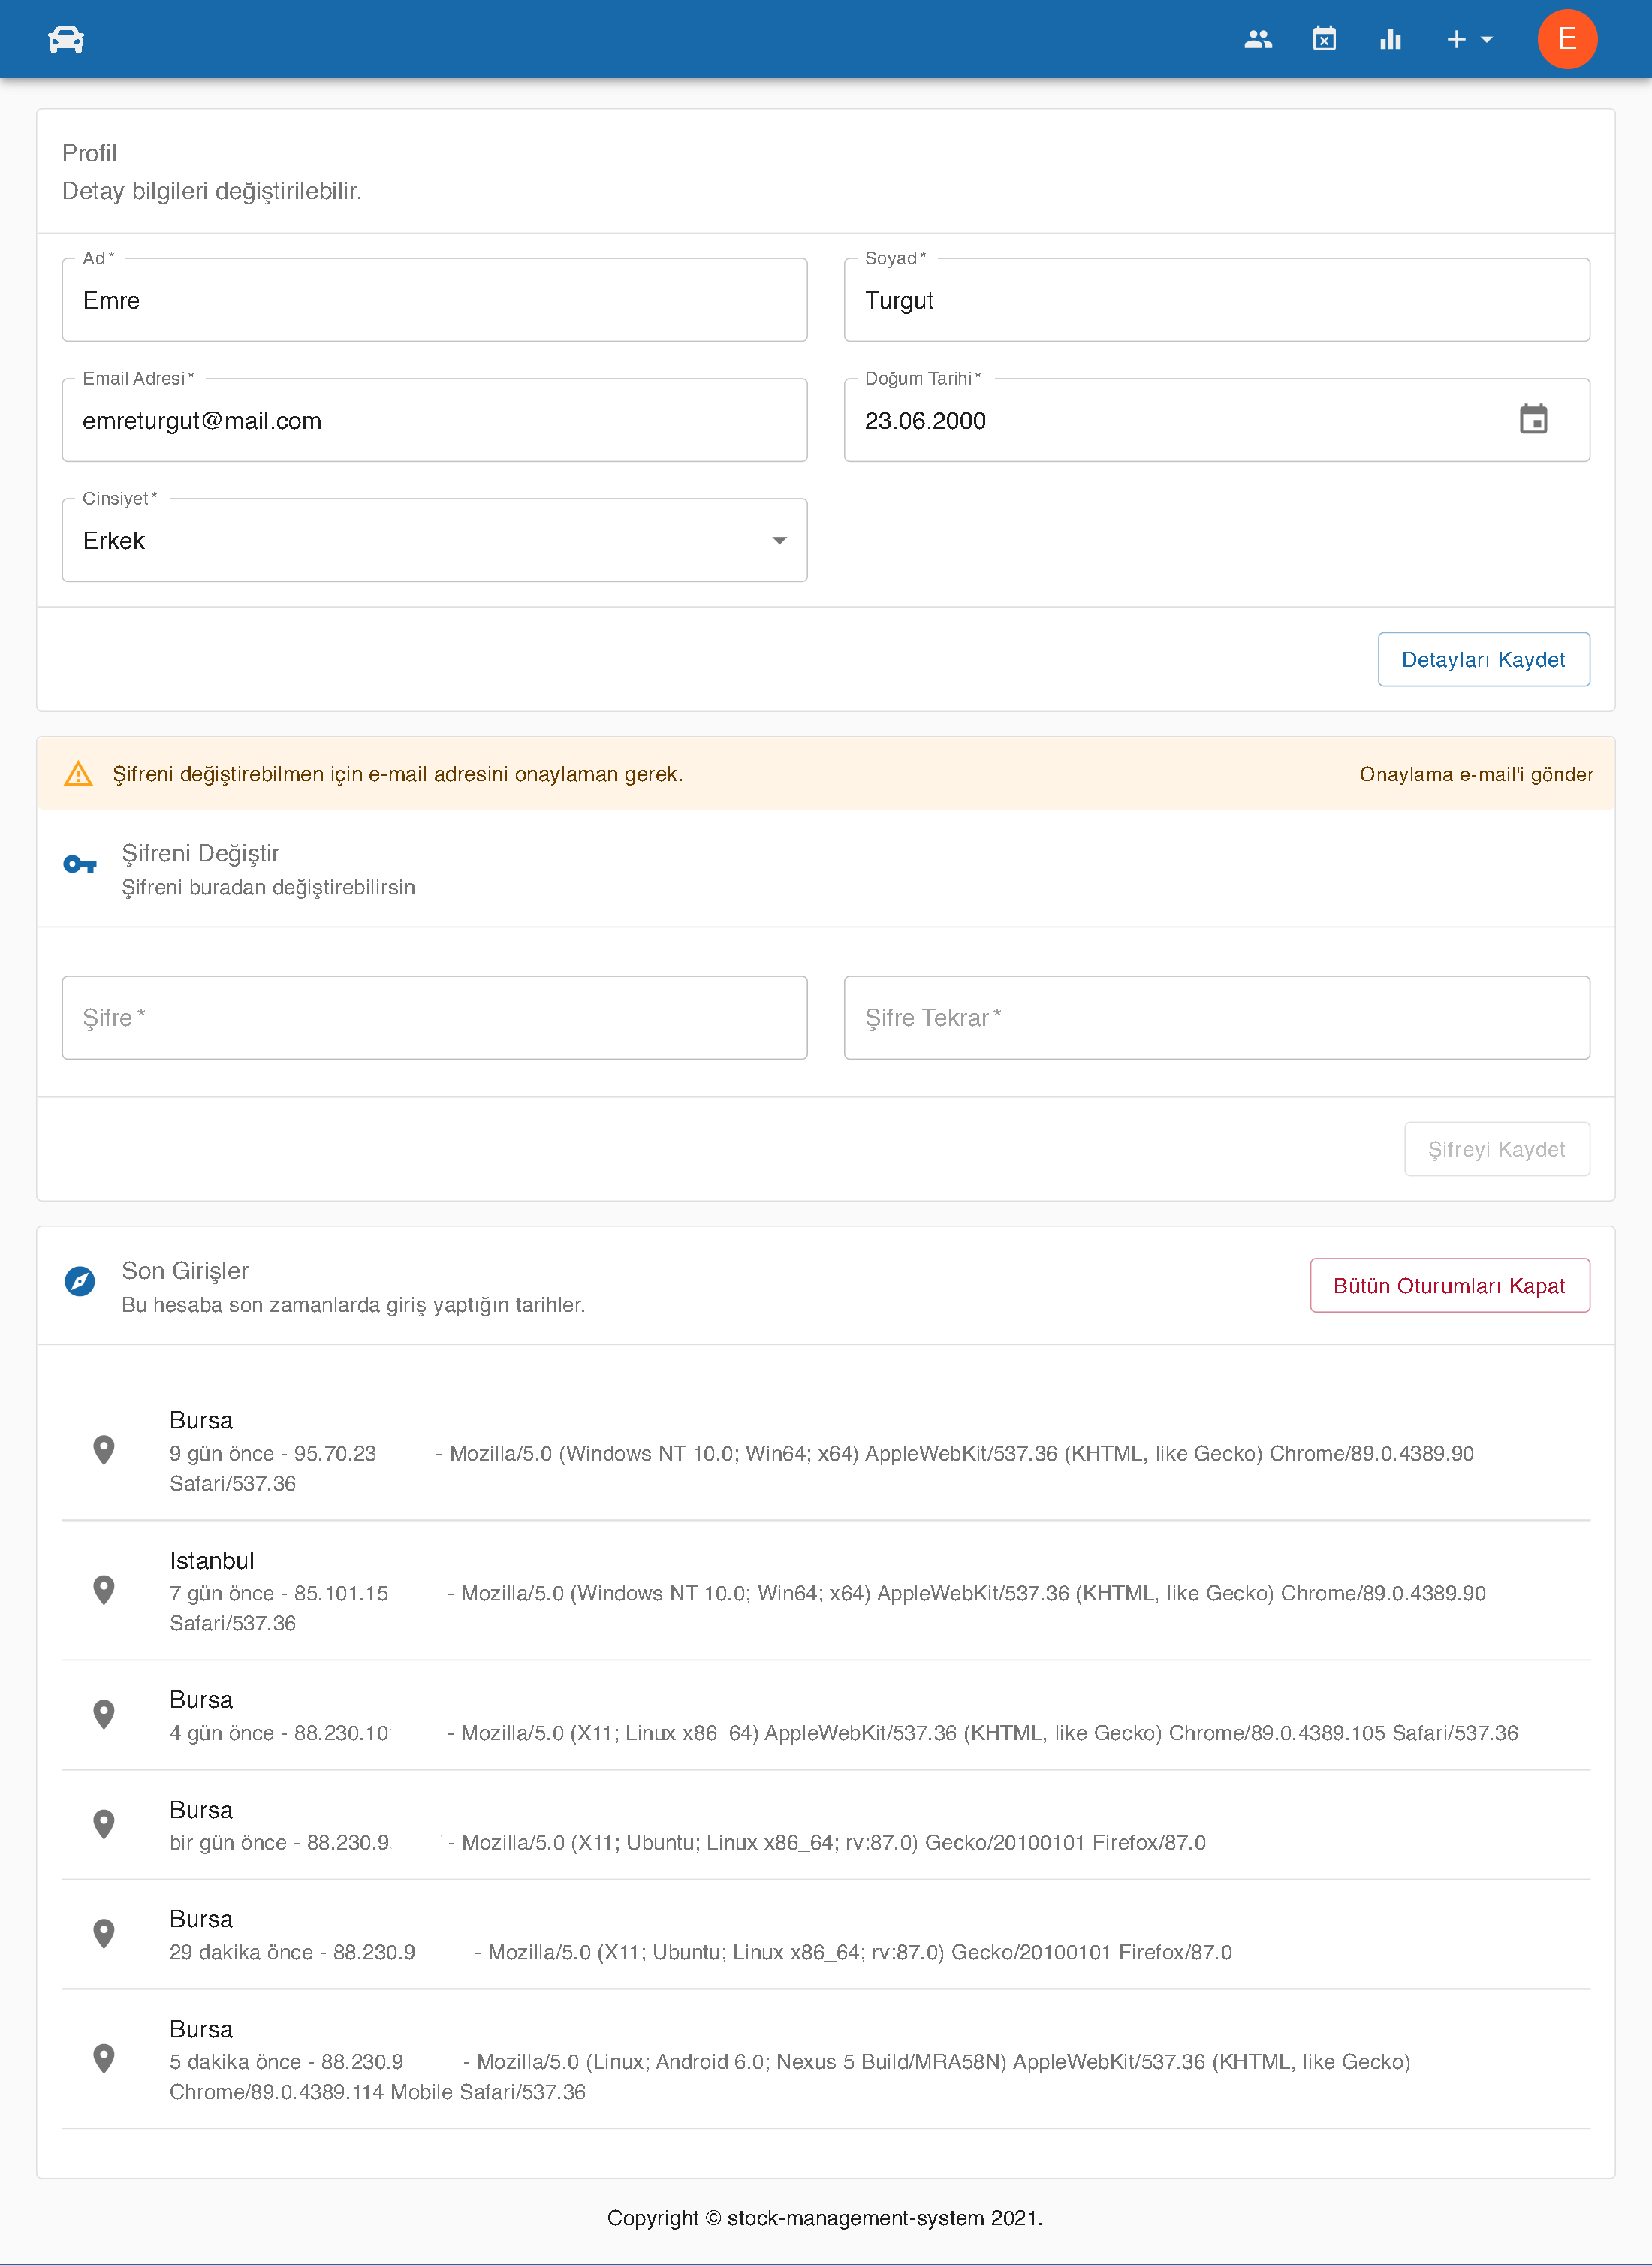 E
Profil
Detay bilgileri değiştirilebilir.
Ad *
Soyad *
Emre
Turgut
Email Adresi *
Doğum Tarihi *
emreturgut@mail.com
23.06.2000
Cinsiyet *
Erkek
Detayları Kaydet
Şifreni değiştirebilmen için e-mail adresini onaylaman gerek.
Onaylama e-mail'i gönder
Şifreni Değiştir
Şifreni buradan değiştirebilirsin
Şifre *
Şifre Tekrar *
Şifreyi Kaydet
Son Girişler
Bu hesaba son zamanlarda giriş yaptığın tarihler.
Bütün Oturumları Kapat
Bursa
9 gün önce - 95.70.23 - Mozilla/5.0 (Windows NT 10.0; Win64; x64) AppleWebKit/537.36 (KHTML, like Gecko) Chrome/89.0.4389.90
Safari/537.36
Istanbul
7 gün önce - 85.101.15 - Mozilla/5.0 (Windows NT 10.0; Win64; x64) AppleWebKit/537.36 (KHTML, like Gecko) Chrome/89.0.4389.90
Safari/537.36
Bursa
4 gün önce - 88.230.10 - Mozilla/5.0 (X11; Linux x86_64) AppleWebKit/537.36 (KHTML, like Gecko) Chrome/89.0.4389.105 Safari/537.36
Bursa
bir gün önce - 88.230.9 - Mozilla/5.0 (X11; Ubuntu; Linux x86_64; rv:87.0) Gecko/20100101 Firefox/87.0
Bursa
29 dakika önce - 88.230.9 - Mozilla/5.0 (X11; Ubuntu; Linux x86_64; rv:87.0) Gecko/20100101 Firefox/87.0
Bursa
5 dakika önce - 88.230.9 - Mozilla/5.0 (Linux; Android 6.0; Nexus 5 Build/MRA58N) AppleWebKit/537.36 (KHTML, like Gecko)
Chrome/89.0.4389.114 Mobile Safari/537.36
Copyright © stock-management-system 2021.